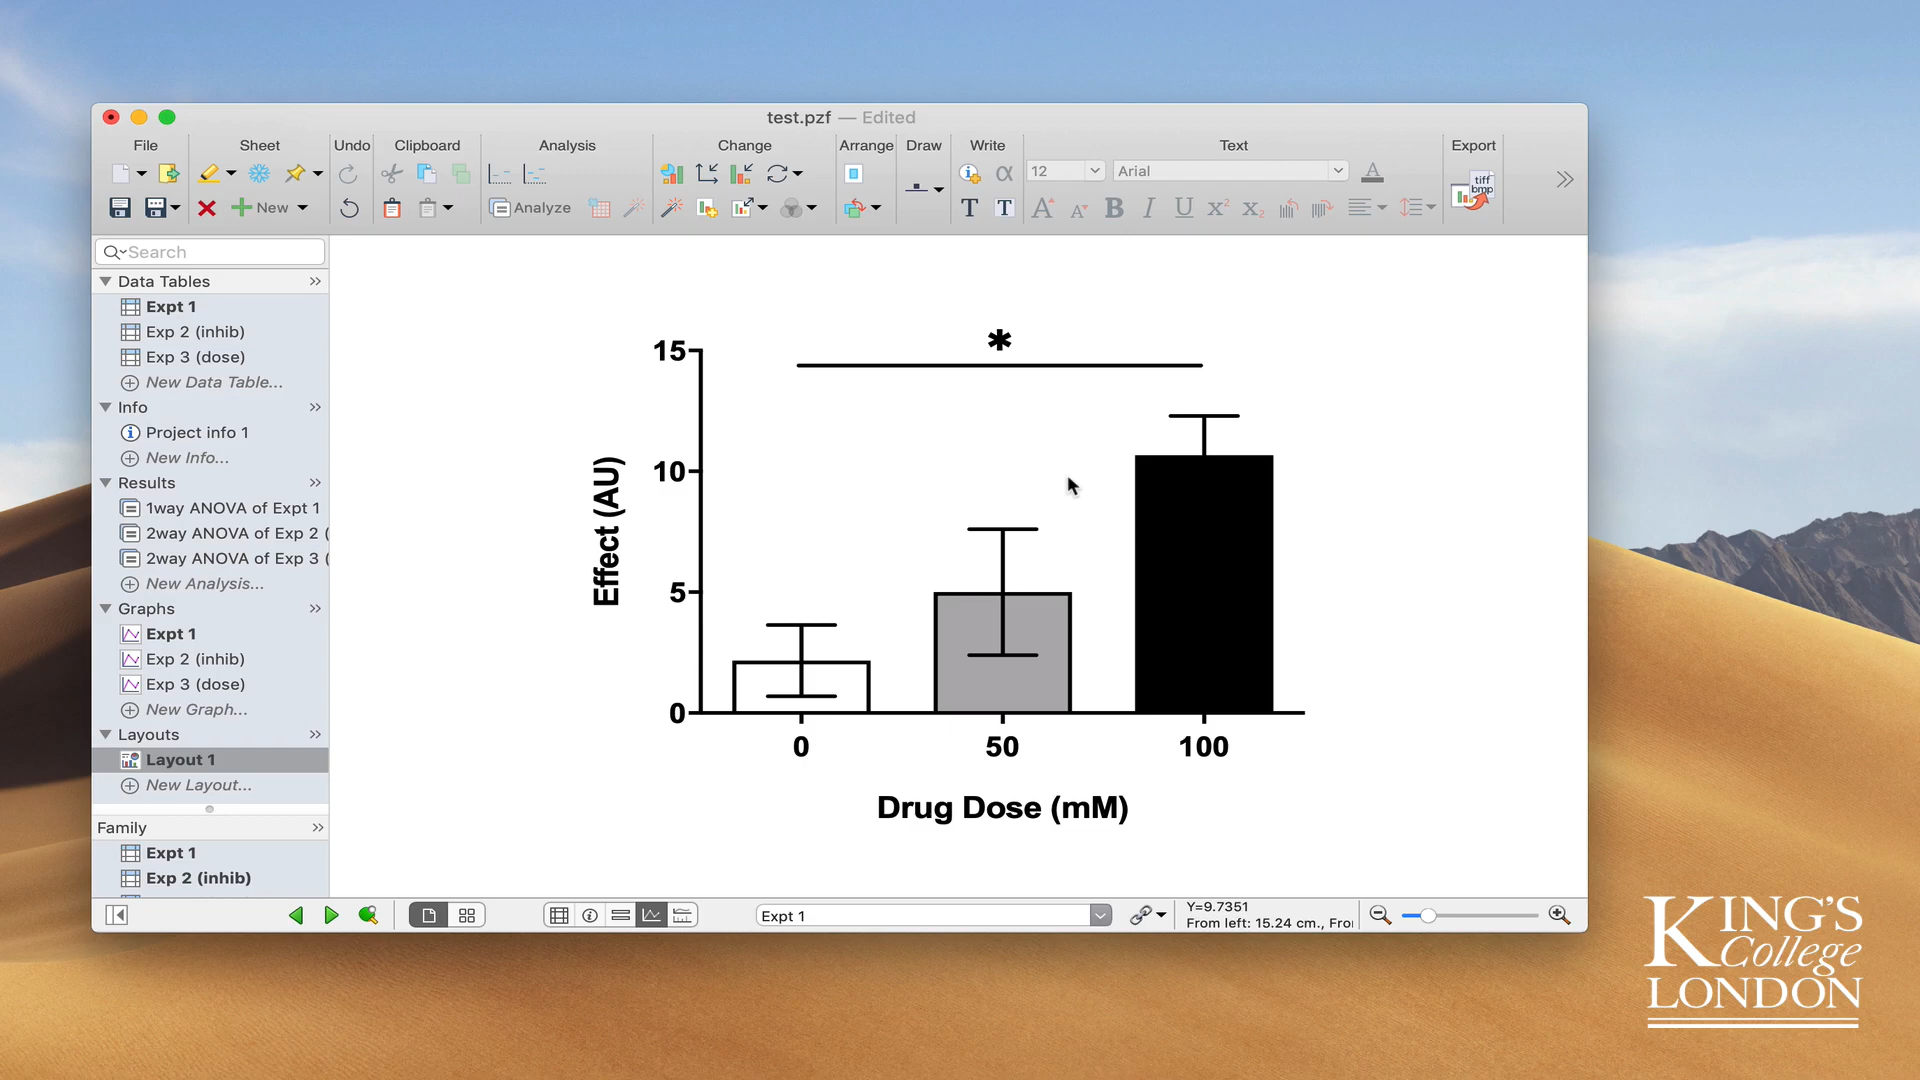 test.pzf — Edited
File
Sheet
Undo
Clipboard
Analysis
Change
Arrange
Draw
Write
Text
Export
12
Arial
tiff
bmp
New
Analyze
Search
Data Tables
Expt 1
Exp 2 (inhib)
Exp 3 (dose)
New Data Table...
Info
Project info 1
New Info...
Results
1way ANOVA of Expt 1
2way ANOVA of Exp 2 (
2way ANOVA of Exp 3 (
New Analysis...
Graphs
Expt 1
Exp 2 (inhib)
Exp 3 (dose)
New Graph...
Layouts
Layout 1
New Layout...
Family
Expt 1
Exp 2 (inhib)
*
15
10
5
0
Effect (AU)
0 50 100
Drug Dose (mM)
Expt 1
Y=9.7351
From left: 15.24 cm., Fro
KING'S
College
LONDON